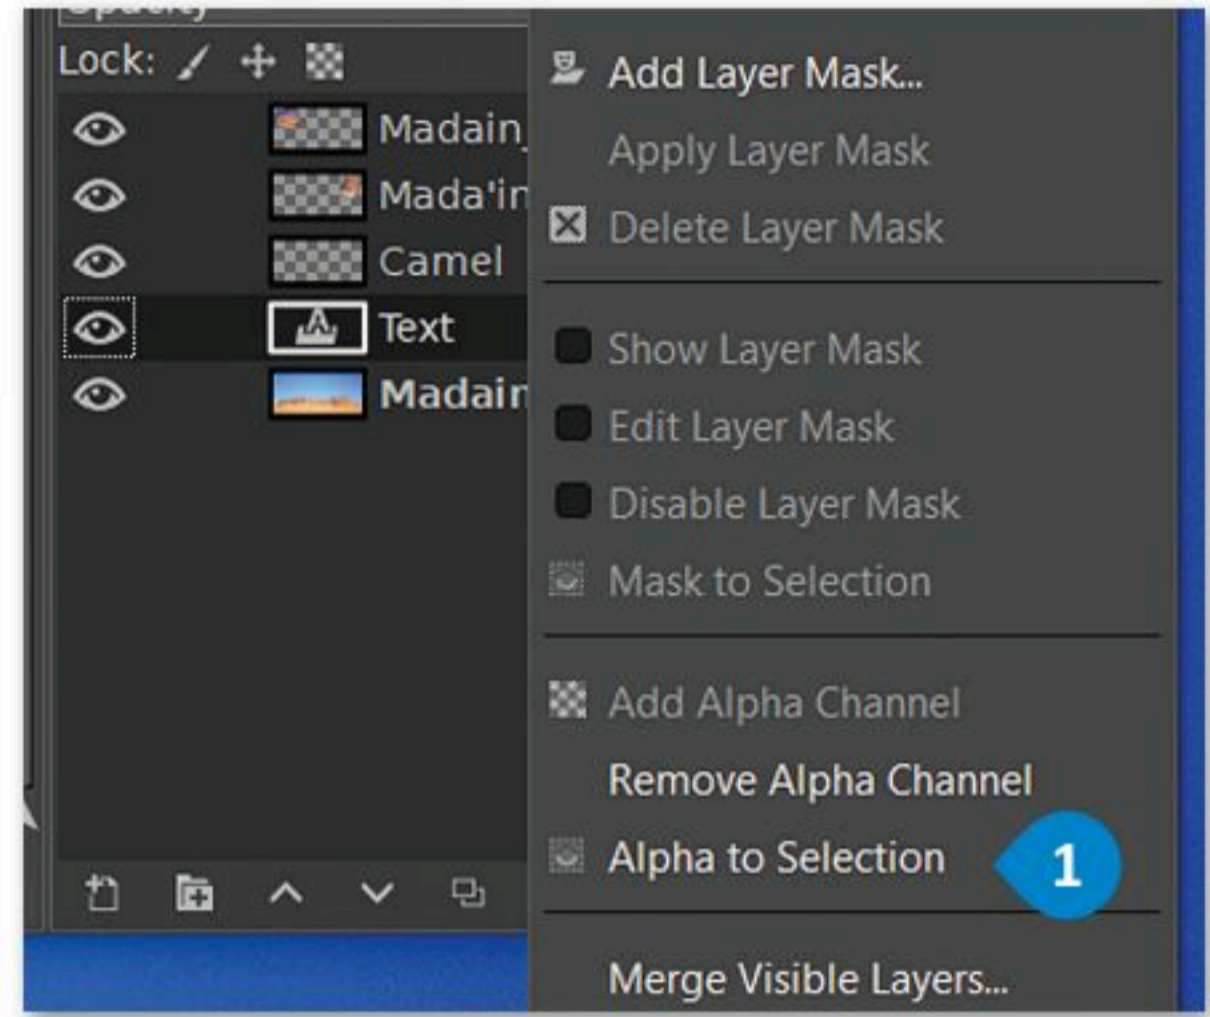 Opacity
Lock:
Madain_
Mada'in
Camel
Text
Madain
Add Layer Mask...
Apply Layer Mask
Delete Layer Mask
Show Layer Mask
Edit Layer Mask
Disable Layer Mask
Mask to Selection
Add Alpha Channel
Remove Alpha Channel
Alpha to Selection
1
Merge Visible Layers...